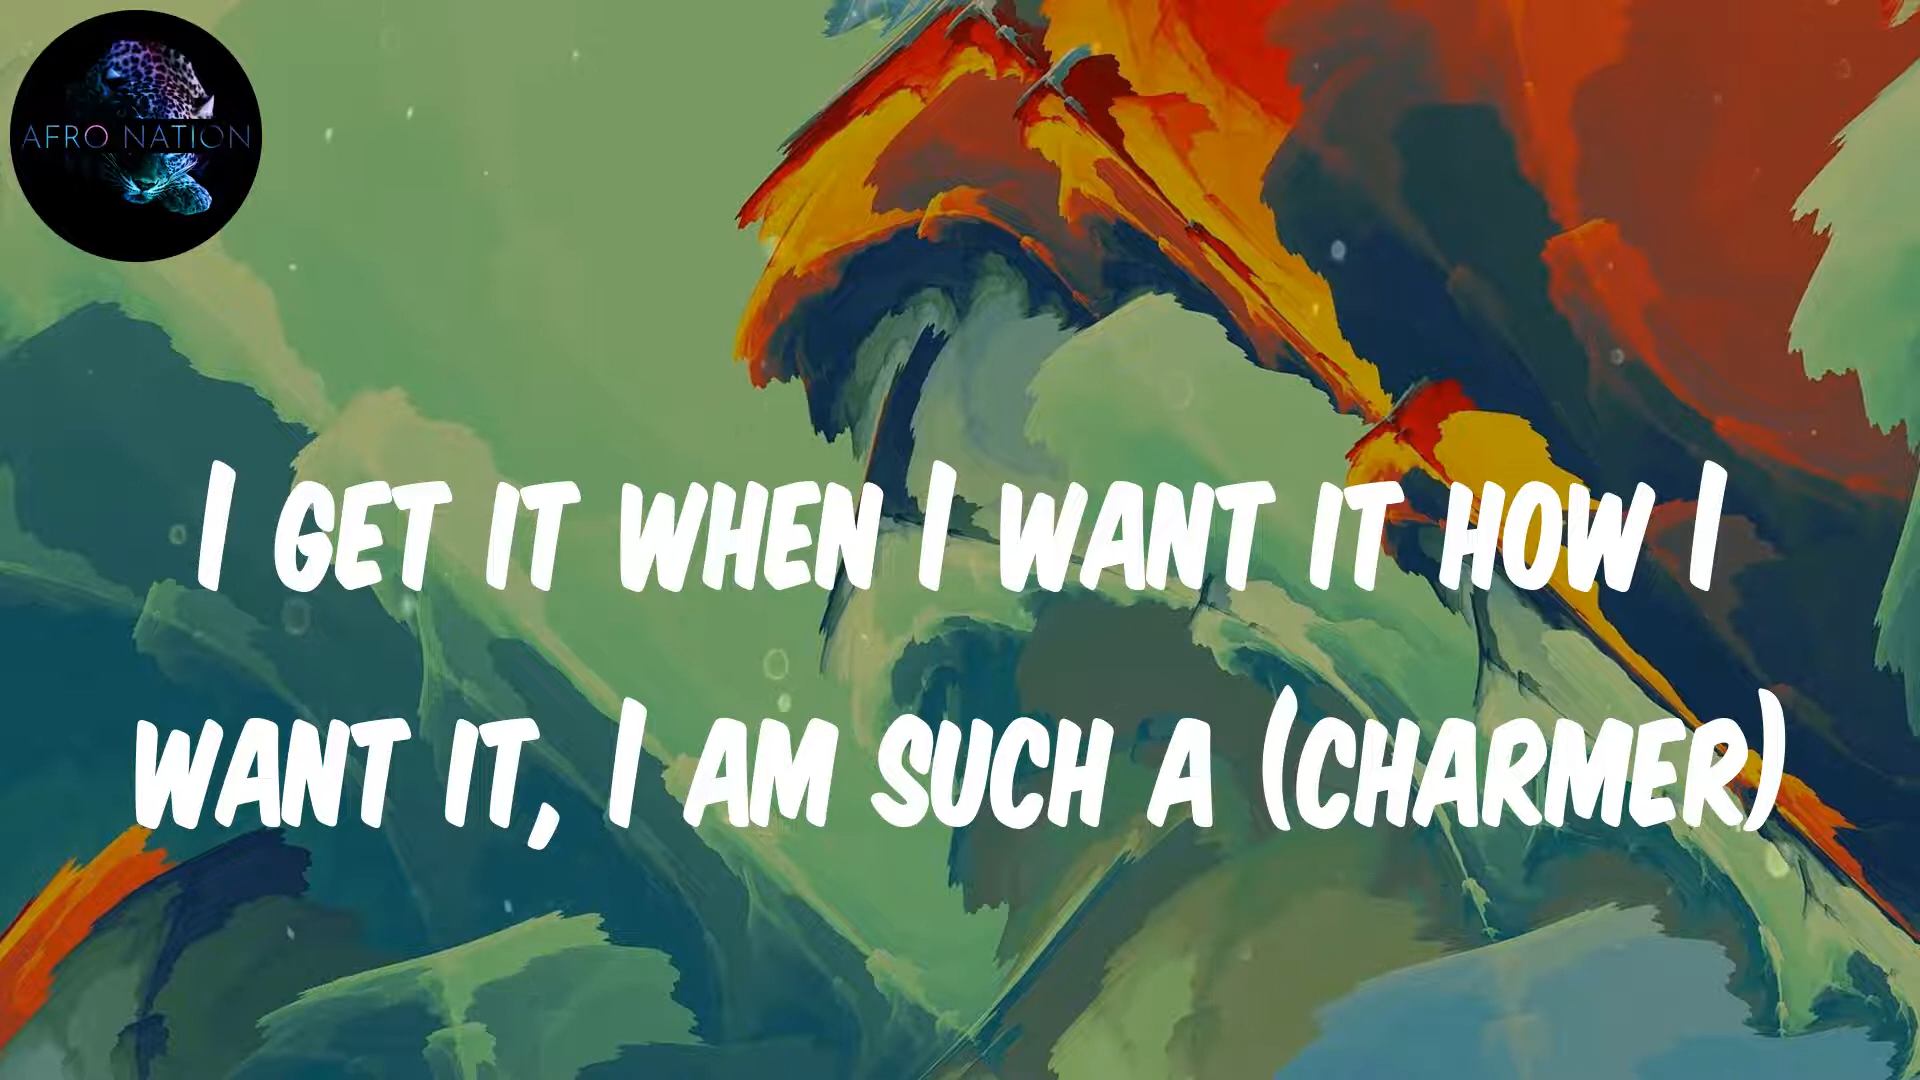 AFRO NATION
I GET IT WHEN I WANT IT HOW I
WANT IT, I AM SUCH A (CHARMER)